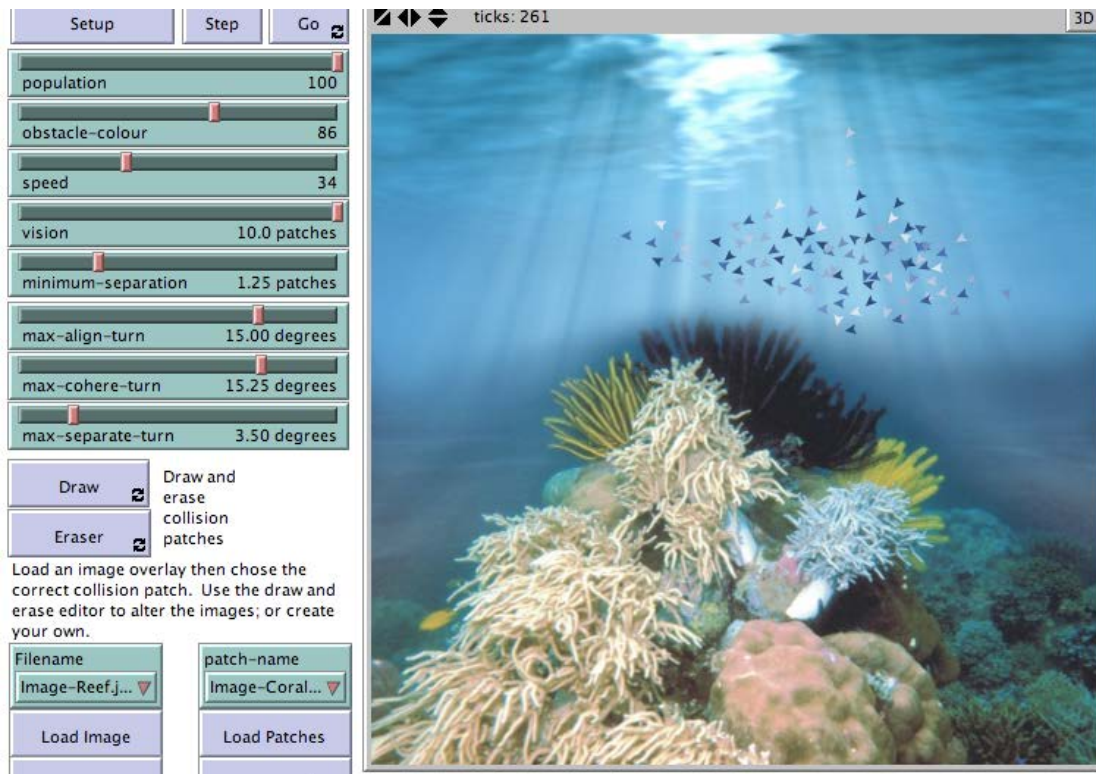 Setup
Step
Go
ticks: 261
3D
population 100
obstacle-colour 86
speed 34
vision 10.0 patches
minimum-separation 1.25 patches
max-align-turn 15.00 degrees
max-cohere-turn 15.25 degrees
max-separate-turn 3.50 degrees
Draw
Eraser
Draw and
erase
collision
patches
Load an image overlay then chose the
correct collision patch. Use the draw and
erase editor to alter the images; or create
your own.
Filename
Image-Reef.j...
patch-name
Image-Coral...
Load Image
Load Patches